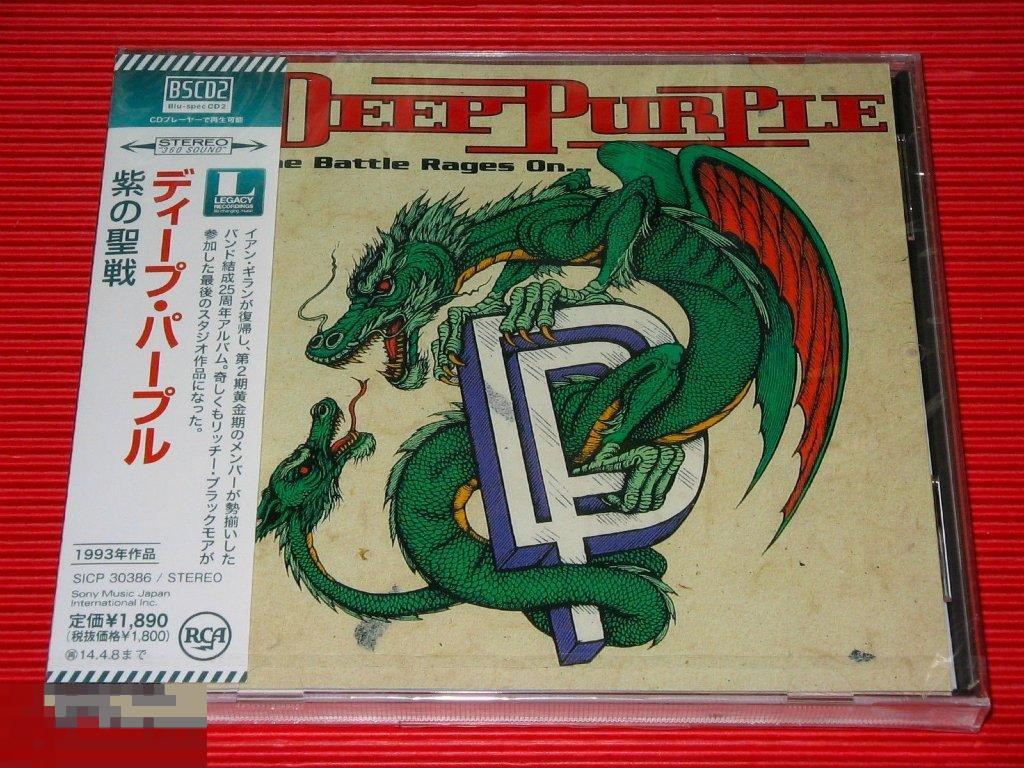 BSCD2
Blu-spec CD2
CDプレーヤーで再生可能
STEREO
"360 SOUND"
L
LEGACY
RECORDINGS
ディープ・パープル
紫の聖戦
イアン・ギランが復帰し、第2期黄金期のメンバーが勢揃いした
バンド結成25周年アルバム。奇しくもリッチー・ブラックモアが
参加した最後のスタジオ作品になった。
1993年作品
SICP 30386 / STEREO
Sony Music Japan
International Inc.
定価¥1,890
(税抜価格¥1,800)
RCA
14.4.8まで
DEEP PURPLE
he Battle Rages On...
DP